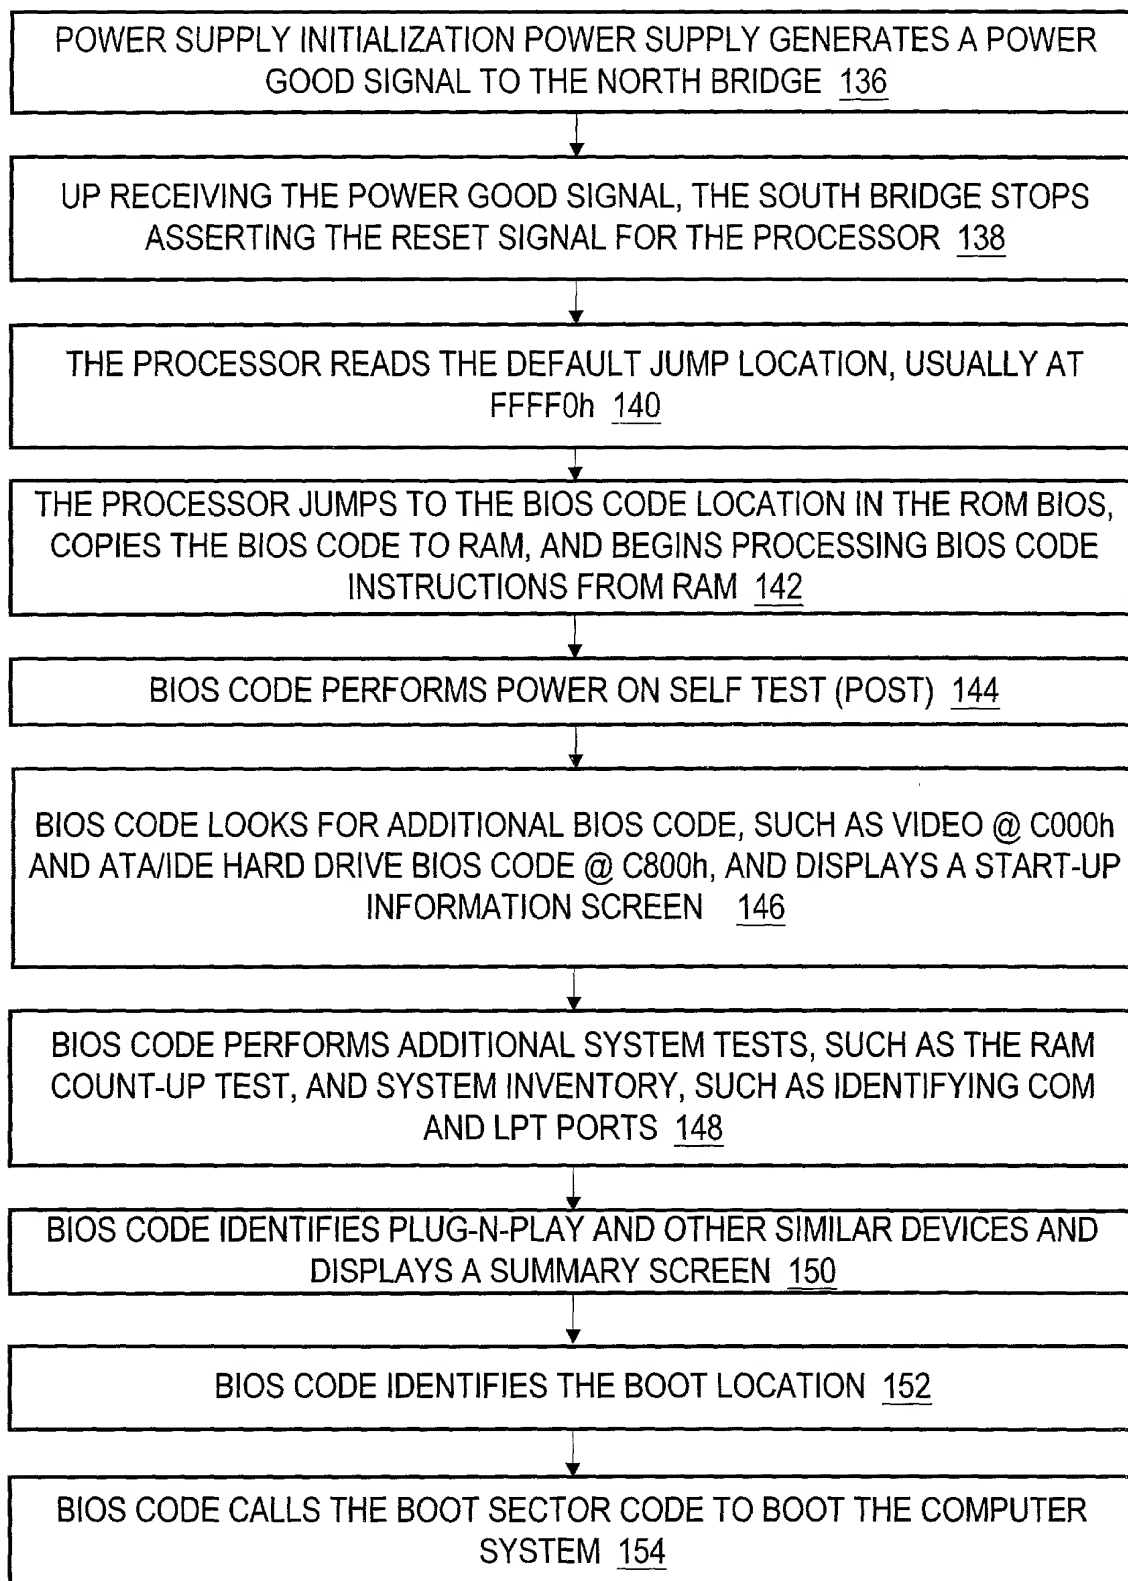 POWER SUPPLY INITIALIZATION POWER SUPPLY GENERATES A POWER
GOOD SIGNAL TO THE NORTH BRIDGE 136
UP RECEIVING THE POWER GOOD SIGNAL, THE SOUTH BRIDGE STOPS
ASSERTING THE RESET SIGNAL FOR THE PROCESSOR 138
THE PROCESSOR READS THE DEFAULT JUMP LOCATION, USUALLY AT
FFFF0h 140
THE PROCESSOR JUMPS TO THE BIOS CODE LOCATION IN THE ROM BIOS,
COPIES THE BIOS CODE TO RAM, AND BEGINS PROCESSING BIOS CODE
INSTRUCTIONS FROM RAM 142
BIOS CODE PERFORMS POWER ON SELF TEST (POST) 144
BIOS CODE LOOKS FOR ADDITIONAL BIOS CODE, SUCH AS VIDEO @ C000h
AND ATA/IDE HARD DRIVE BIOS CODE @ C800h, AND DISPLAYS A START-UP
INFORMATION SCREEN 146
BIOS CODE PERFORMS ADDITIONAL SYSTEM TESTS, SUCH AS THE RAM
COUNT-UP TEST, AND SYSTEM INVENTORY, SUCH AS IDENTIFYING COM
AND LPT PORTS 148
BIOS CODE IDENTIFIES PLUG-N-PLAY AND OTHER SIMILAR DEVICES AND
DISPLAYS A SUMMARY SCREEN 150
BIOS CODE IDENTIFIES THE BOOT LOCATION 152
BIOS CODE CALLS THE BOOT SECTOR CODE TO BOOT THE COMPUTER
SYSTEM 154